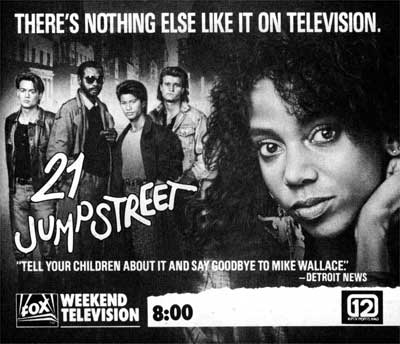 THERE'S NOTHING ELSE LIKE IT ON TELEVISION.
21
JUMPSTREET
"TELL YOUR CHILDREN ABOUT IT AND SAY GOODBYE TO MIKE WALLACE."
—DETROIT NEWS
FOX
WEEKEND
TELEVISION
8:00
12